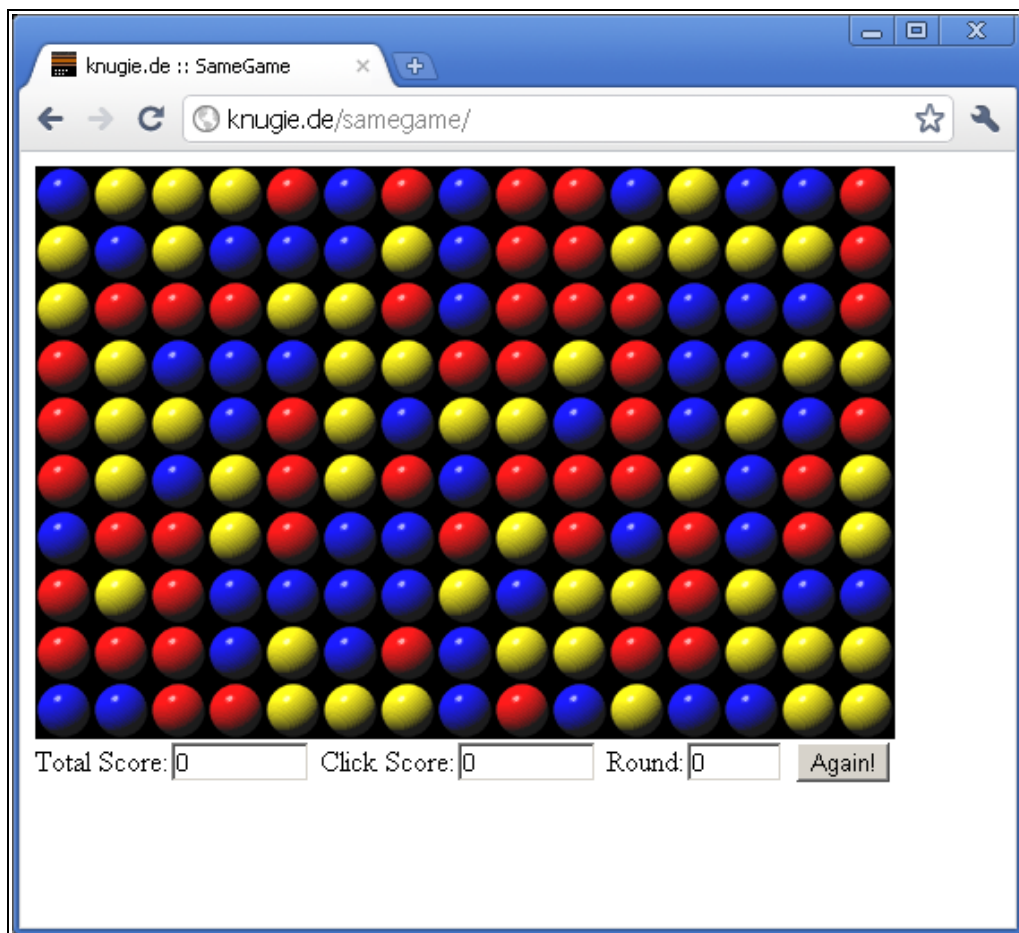 knugie.de :: SameGame
knugie.de/samegame/
Total Score: 0 Click Score: 0 Round: 0 Again!